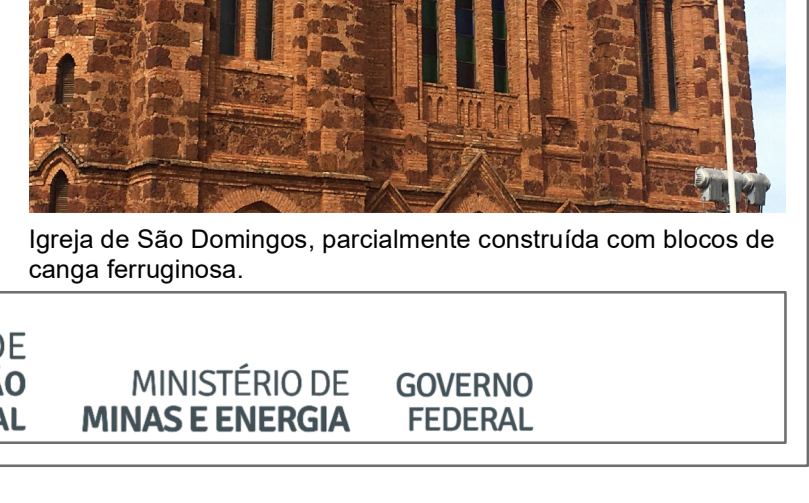 Igreja de São Domingos, parcialmente construída com blocos de
canga ferruginosa.
MINISTÉRIO DE
MINAS E ENERGIA
GOVERNO
FEDERAL